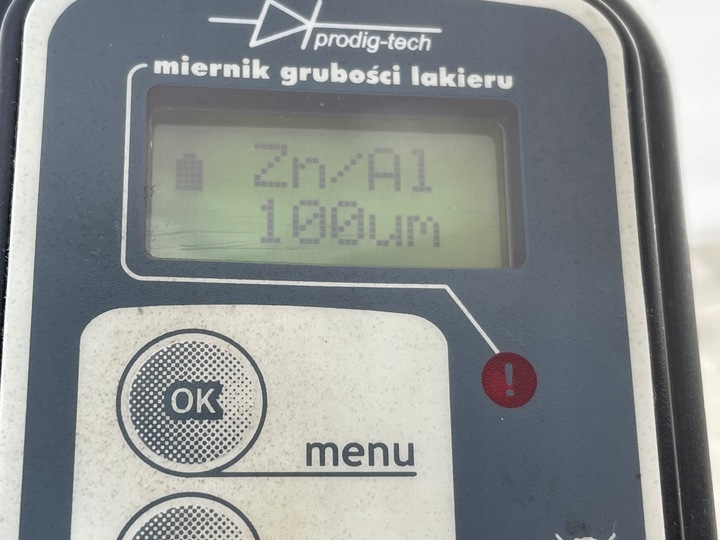 prodig-tech
miernik grubości lakieru
Zn/Al
100um
OK
menu
!